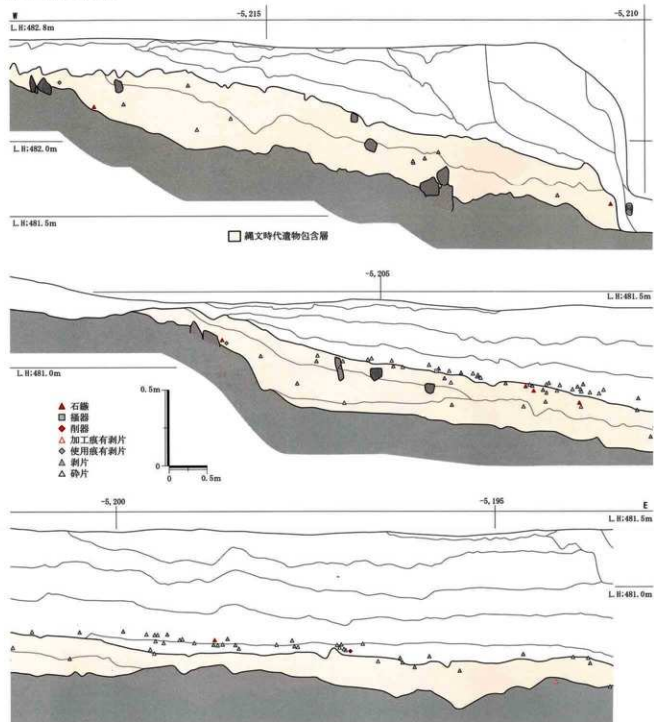 W
-5,215
-5,210
L.H:482.8m
L.H:482.0m
L.H:481.5m
縄文時代遺物包含層
-5,205
L.H:481.5m
L.H:481.0m
0.5m
0
0 0.5m
石鏃
掻器
削器
加工痕有剥片
使用痕有剥片
剥片
砕片
-5,200
-5,195
E
L.H:481.5m
L.H:481.0m